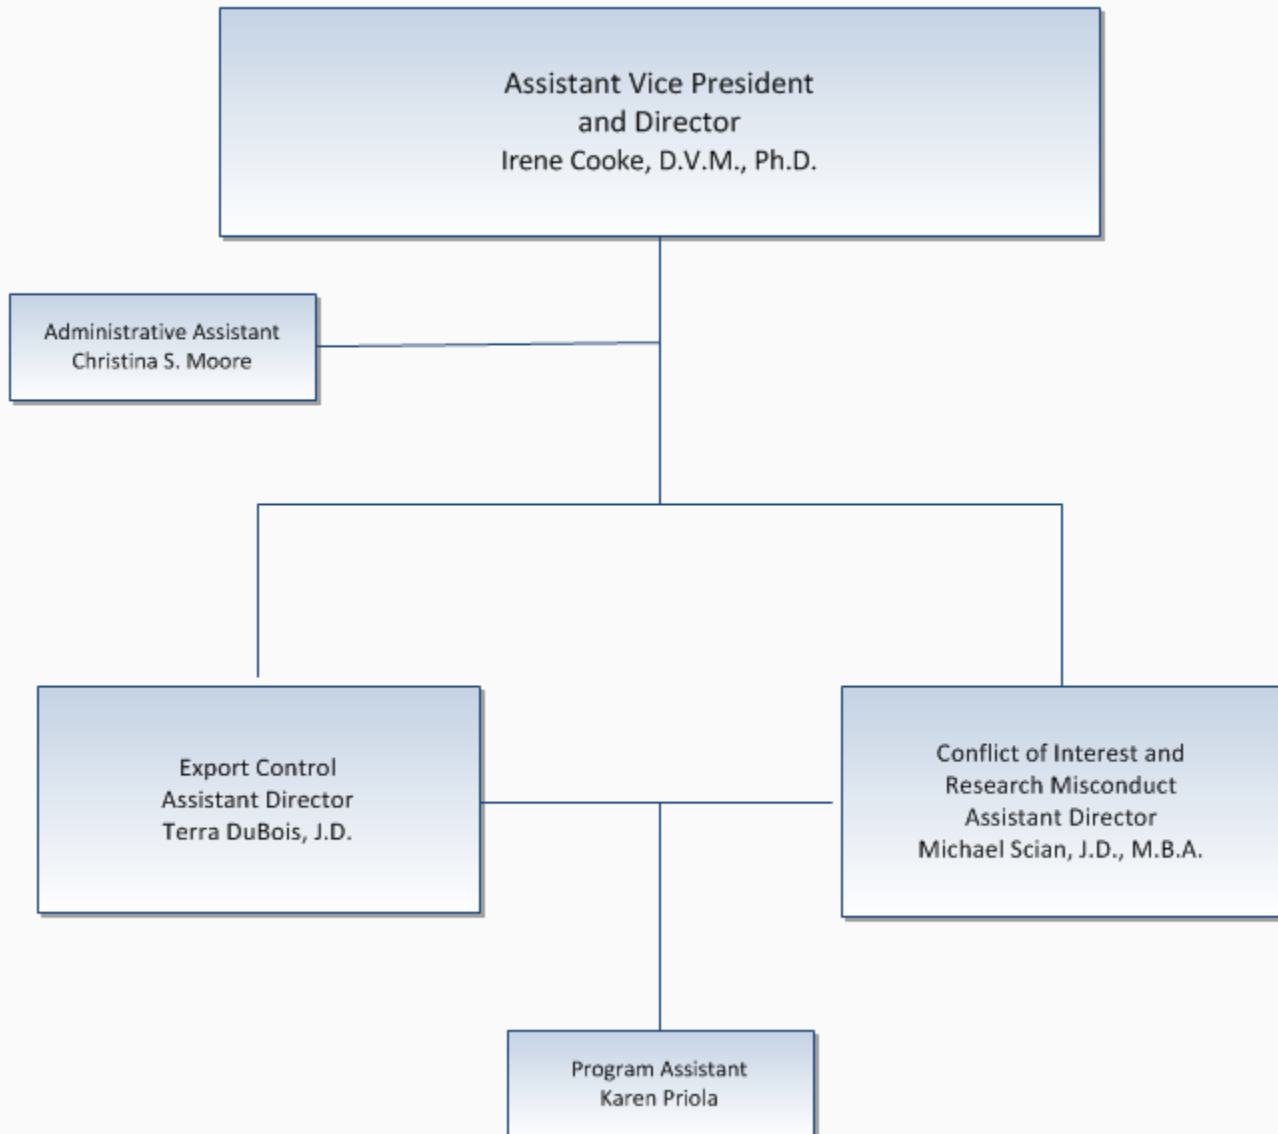 Assistant Vice President
and Director
Irene Cooke, D.V.M., Ph.D.
Administrative Assistant
Christina S. Moore
Export Control
Assistant Director
Terra DuBois, J.D.
Conflict of Interest and
Research Misconduct
Assistant Director
Michael Scian, J.D., M.B.A.
Program Assistant
Karen Priola